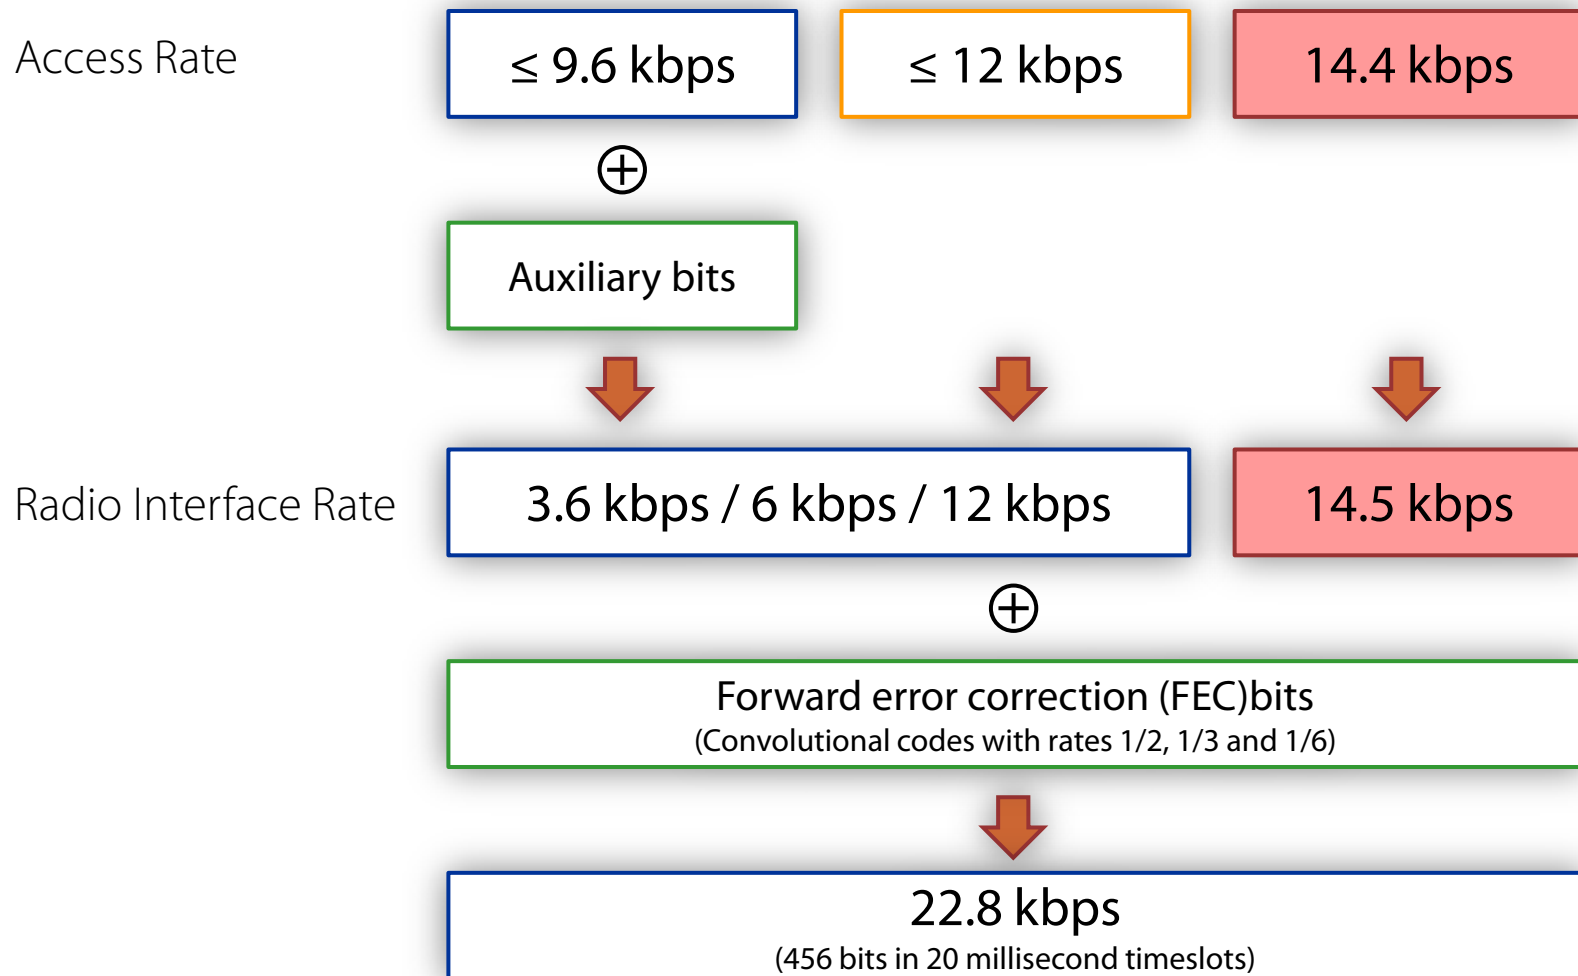 Access Rate
≤ 9.6 kbps
≤ 12 kbps
14.4 kbps
Auxiliary bits
Radio Interface Rate
3.6 kbps / 6 kbps / 12 kbps
14.5 kbps
Forward error correction (FEC)bits
(Convolutional codes with rates 1/2, 1/3 and 1/6)
22.8 kbps
(456 bits in 20 millisecond timeslots)